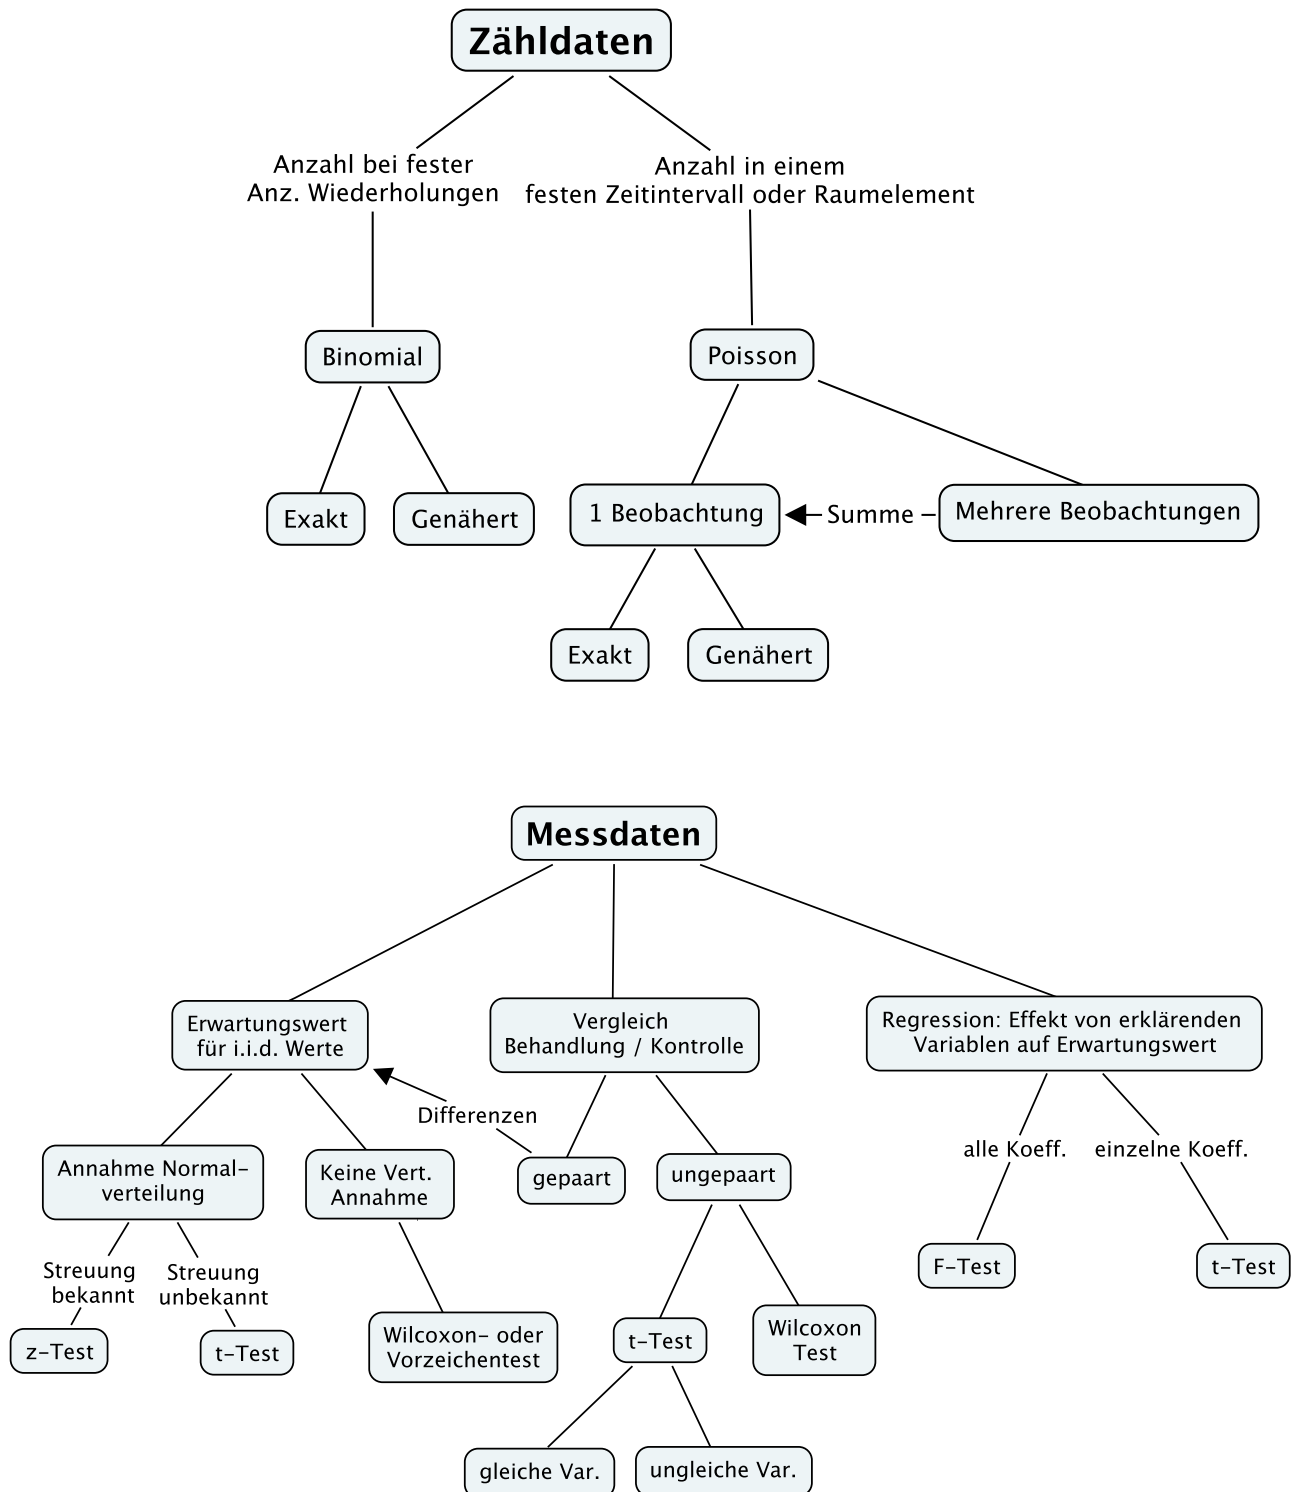 Zähldaten
Anzahl bei fester
Anz. Wiederholungen
Anzahl in einem
festen Zeitintervall oder Raumelement
Binomial
Poisson
Exakt
Genähert
1 Beobachtung
Summe
Mehrere Beobachtungen
Exakt
Genähert
Messdaten
Erwartungswert
für i.i.d. Werte
Vergleich
Behandlung / Kontrolle
Regression: Effekt von erklärenden
Variablen auf Erwartungswert
Differenzen
Annahme Normal-
verteilung
Keine Vert.
Annahme
gepaart
ungepaart
alle Koeff.
einzelne Koeff.
Streuung
bekannt
Streuung
unbekannt
F-Test
t-Test
z-Test
t-Test
Wilcoxon- oder
Vorzeichentest
t-Test
Wilcoxon
Test
gleiche Var.
ungleiche Var.